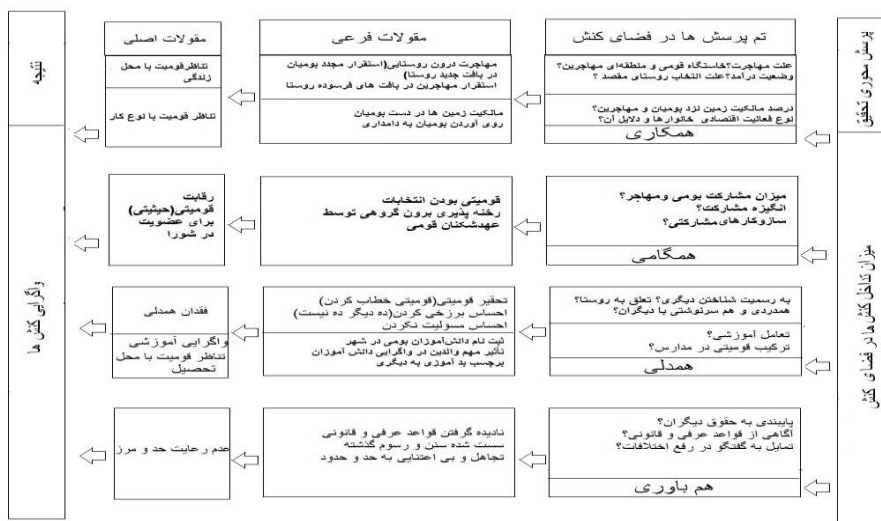 پرسش محوری تحقیق
تم پرسش ها در فضای کنش
مقولات فرعی
مقولات اصلی
نتیجه
علت مهاجرت؟خاستگاه قومی و منطقه‌ای مهاجرین؟
وضعیت درآمد؟علت انتخاب روستای مقصد ؟
درصد مالکیت زمین نزد بومیان و مهاجرین؟
نوع فعالیت اقتصادی خانوارها و دلایل آن؟
همکاری
مهاجرت درون روستایی(استقرار مجدد بومیان
در بافت جدید روستا)
استقرار مهاجرین در بافت های فرسوده روستا
مالکیت زمین ها در دست بومیان
روی آوردن بومیان به دامداری
تناظرقومیت با محل
زندگی
تناظر قومیت با نوع کار
میزان تداخل کنش ها در فضای کنش
میزان مشارکت بومی ومهاجر؟
انگیزه مشارکت؟
سازوکارهای مشارکتی؟
همگامی
قومیتی بودن انتخابات
رخنه پذیری برون گروهی توسط
عهدشکنان قومی
رقابت
قومیتی(حیثیتی)
برای عضویت
در شورا
واگرایی کنش ها
به رسمیت شناختن دیگری؟ تعلق به روستا؟
همدردی و هم سرنوشتی با دیگران؟
تعامل آموزشی؟
ترکیب قومیتی در مدارس؟
همدلی
تحقیر قومیتی(قومیتی خطاب کردن)
احساس برزخی کردن(ده دیگر ده نیست)
احساس مسولیت نکردن
ثبت نام دانش‌آموزان بومی در شهر
تأثیر مهم والدین در واگرایی دانش آموزان
برچسب بد آموزی به دیگری
فقدان همدلی
واگرایی آموزشی
تناظر قومیت با محل
تحصیل
پایبندی به حقوق دیگران؟
آگاهی از قواعد عرفی و قانونی؟
تمایل به گفتگو در رفع اختلافات؟
هم باوری
نادیده گرفتن قواعد عرفی و قانونی
سست شده سنن و رسوم گذشته
تجاهل و بی اعتنایی به حد و حدود
عدم رعایت حد و مرز